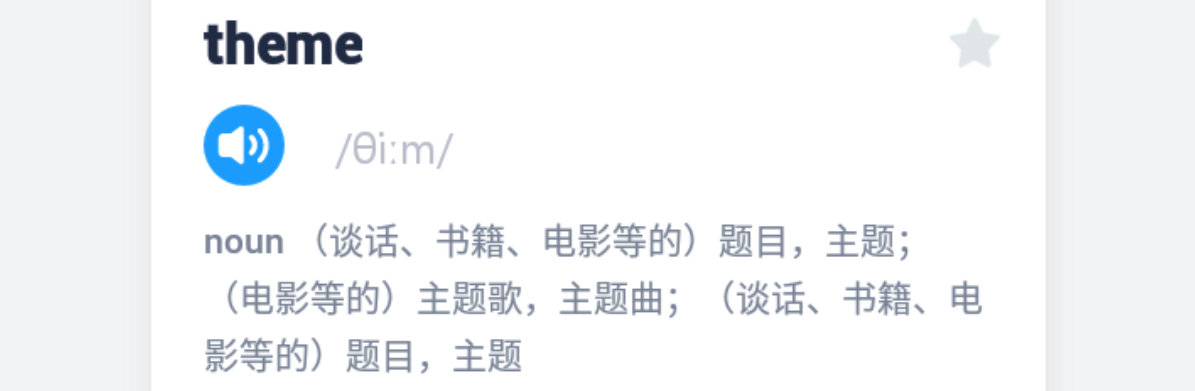 theme
/θiːm/
noun （谈话、书籍、电影等的）题目，主题；
（电影等的）主题歌，主题曲；（谈话、书籍、电
影等的）题目，主题